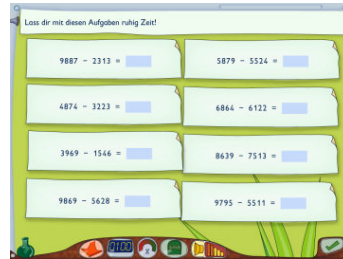 Lass dir mit diesen Aufgaben ruhig Zeit!
9887 - 2313 =
5879 - 5524 =
4874 - 3223 =
6864 - 6122 =
3969 - 1546 =
8639 - 7513 =
9869 - 5628 =
9795 - 5511 =